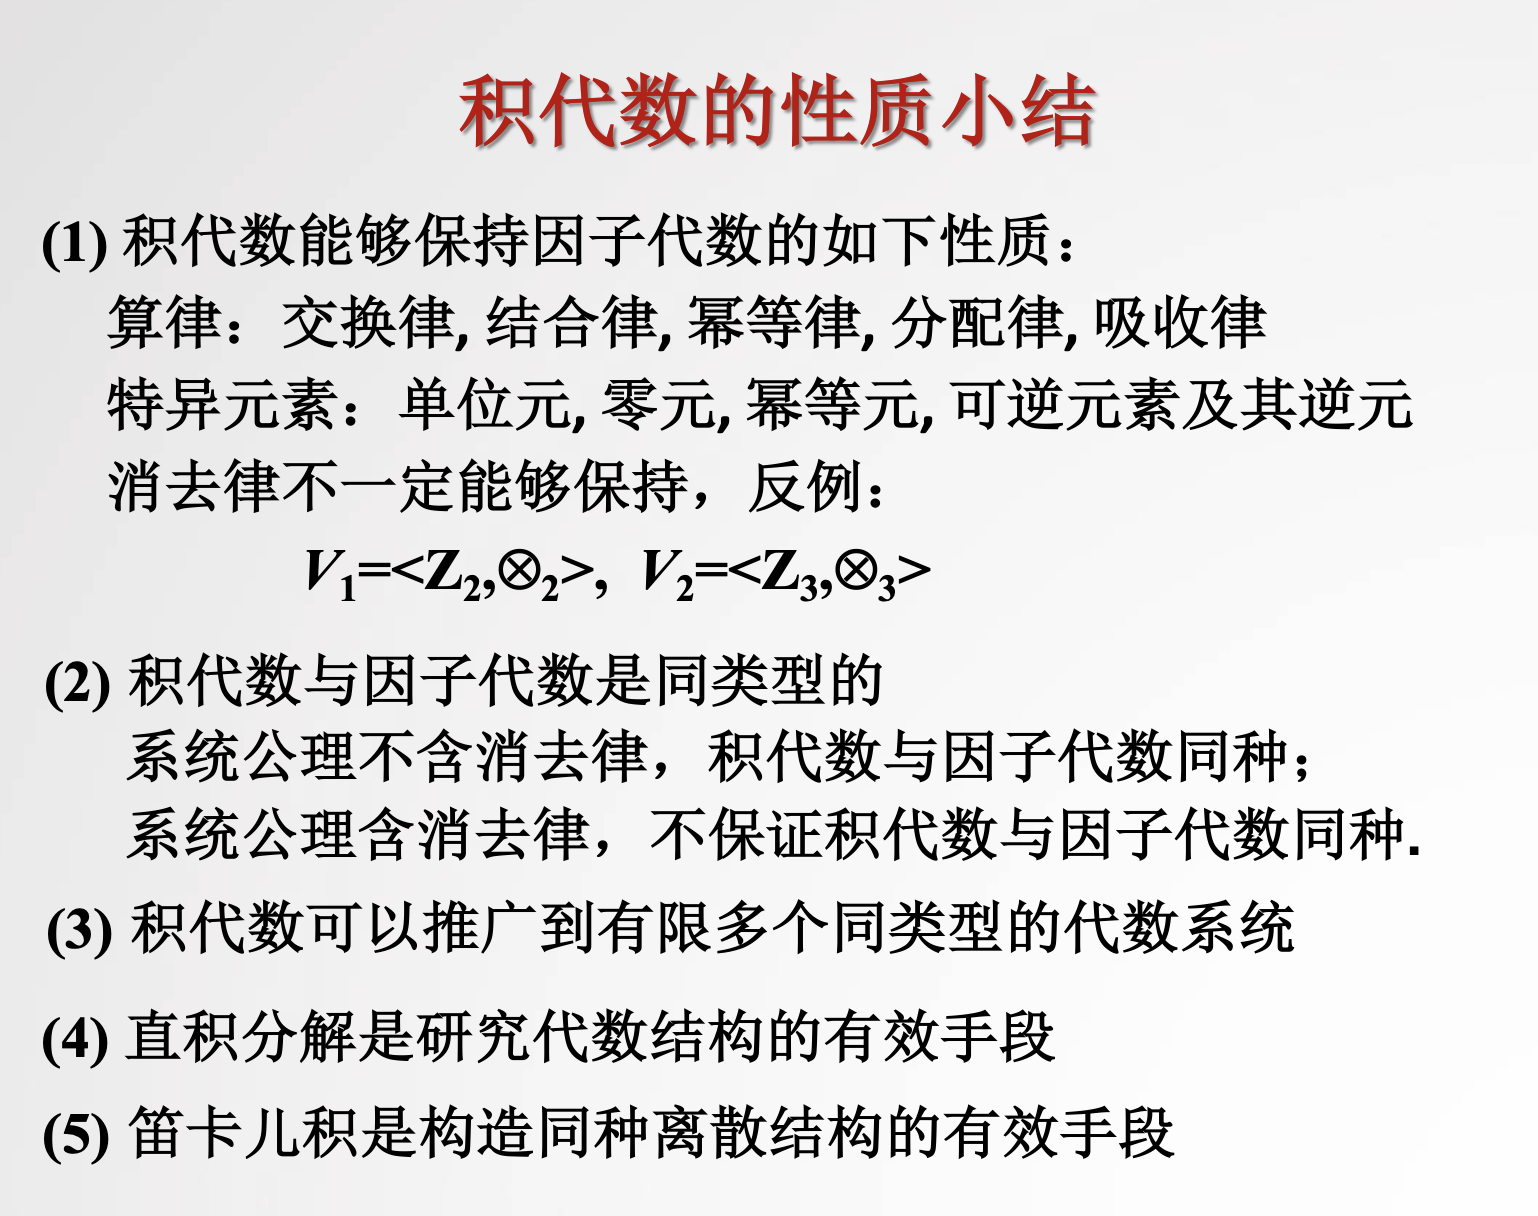 积代数的性质小结
(1) 积代数能够保持因子代数的如下性质：
算律：交换律, 结合律, 幂等律, 分配律, 吸收律
特异元素：单位元, 零元, 幂等元, 可逆元素及其逆元
消去律不一定能够保持，反例：
V₁=<Z₂,⊗₂>, V₂=<Z₃,⊗₃>
(2) 积代数与因子代数是同类型的
系统公理不含消去律，积代数与因子代数同种；
系统公理含消去律，不保证积代数与因子代数同种.
(3) 积代数可以推广到有限多个同类型的代数系统
(4) 直积分解是研究代数结构的有效手段
(5) 笛卡儿积是构造同种离散结构的有效手段